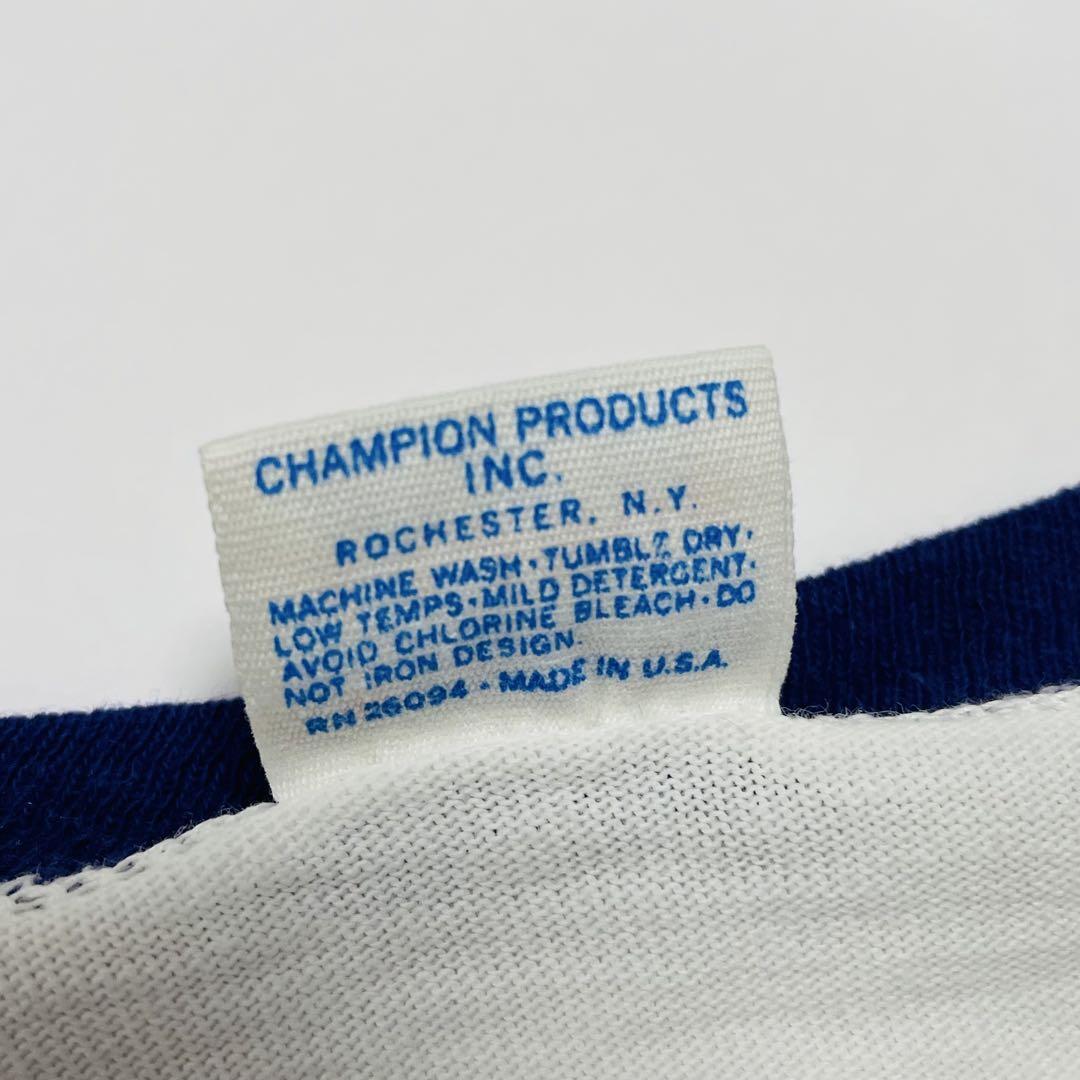 CHAMPION PRODUCTS
INC.
ROCHESTER, N.Y.
MACHINE WASH·TUMBLE DRY·
LOW TEMPS·MILD DETERGENT·
AVOID CHLORINE BLEACH·DO
NOT IRON DESIGN.
RN 26094 · MADE IN U.S.A.